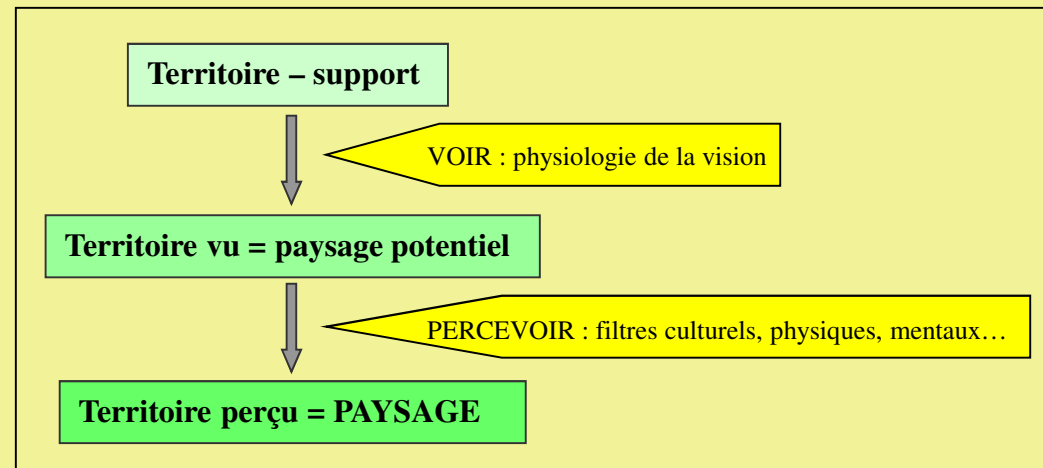 Territoire – support
VOIR : physiologie de la vision
Territoire vu = paysage potentiel
PERCEVOIR : filtres culturels, physiques, mentaux…
Territoire perçu = PAYSAGE